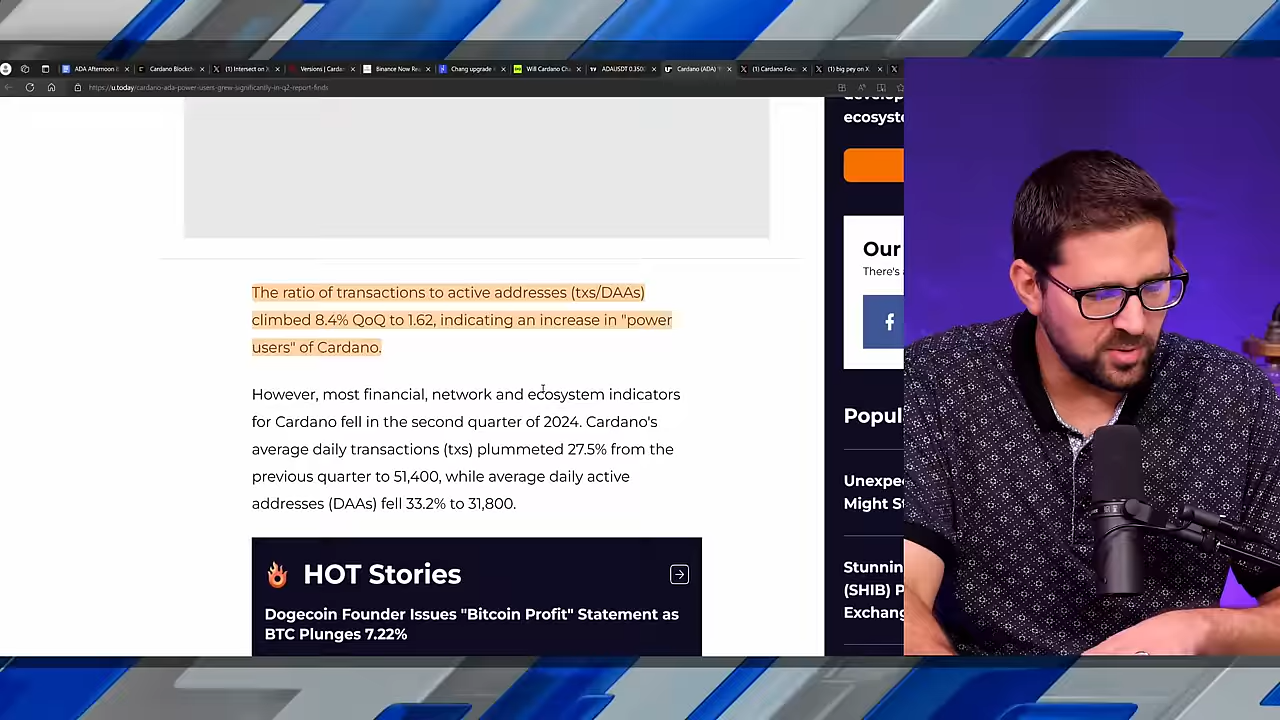 ADA Afternoon B
Cardano Blockch
(1) Intersect on X
Versions | Cardan
Binance Now Re
Chang upgrade
Will Cardano Cha
ADAUSDT 0.350
Cardano (ADA)
(1) Cardano Fou
(1) big pey on X
https://u.today/cardano-ada-power-users-grew-significantly-in-q2-report-finds
ecosyste
The ratio of transactions to active addresses (txs/DAAs)
climbed 8.4% QoQ to 1.62, indicating an increase in "power
users" of Cardano.
However, most financial, network and ecosystem indicators
for Cardano fell in the second quarter of 2024. Cardano's
average daily transactions (txs) plummeted 27.5% from the
previous quarter to 51,400, while average daily active
addresses (DAAs) fell 33.2% to 31,800.
HOT Stories
Dogecoin Founder Issues "Bitcoin Profit" Statement as
BTC Plunges 7.22%
Our
There's a
f
Popul
Unexpe
Might S
Stunnin
(SHIB) P
Exchang